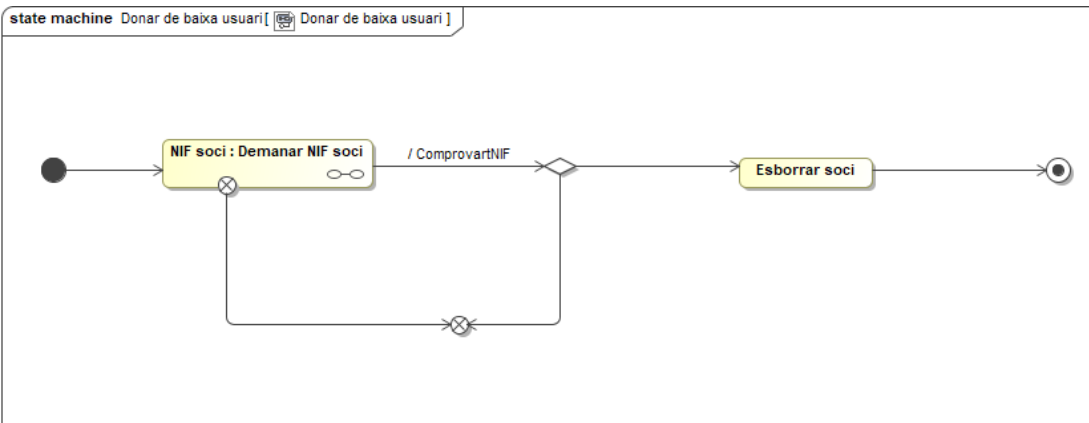 state machine Donar de baixa usuari[ Donar de baixa usuari ]
NIF soci : Demanar NIF soci
/ ComprovartNIF
Esborrar soci